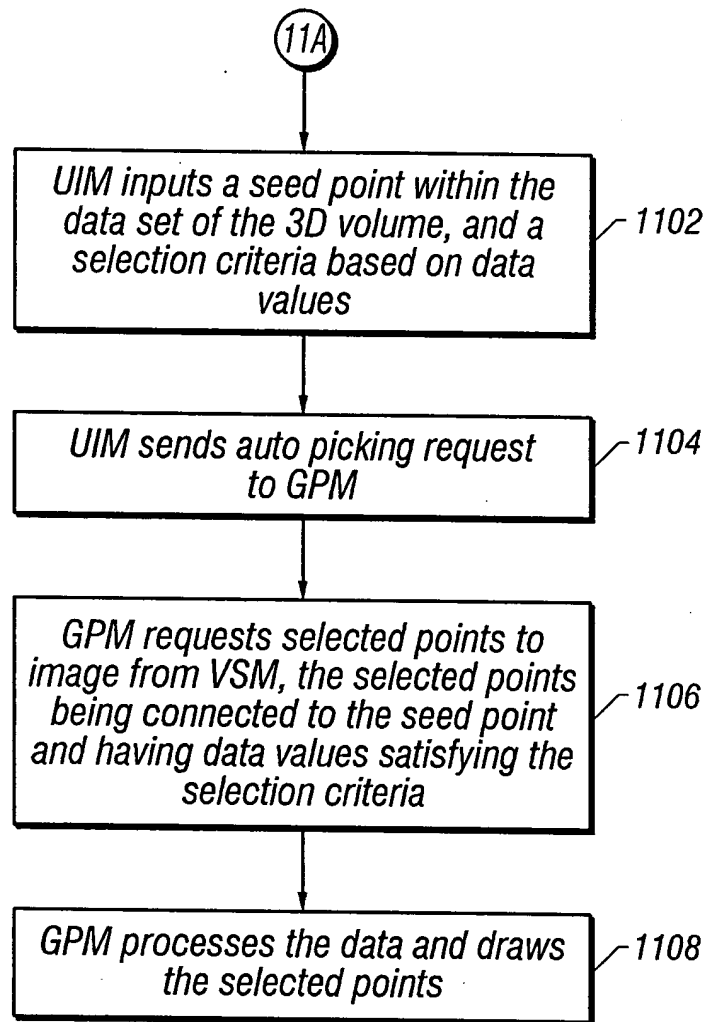 11A
UIM inputs a seed point within the
data set of the 3D volume, and a
selection criteria based on data
values
1102
UIM sends auto picking request
to GPM
1104
GPM requests selected points to
image from VSM, the selected points
being connected to the seed point
and having data values satisfying the
selection criteria
1106
GPM processes the data and draws
the selected points
1108